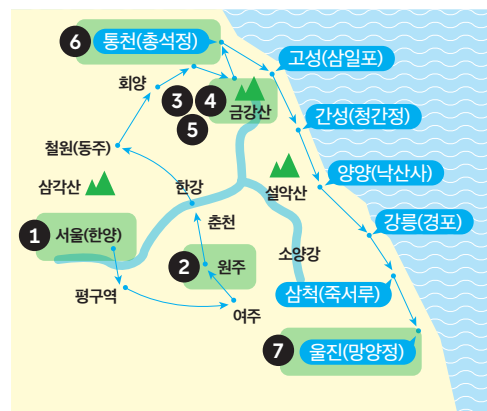 6 통천(총석정)
고성(삼일포)
회양
3 4
5
금강산
간성(청간정)
철원(동주)
양양(낙산사)
삼각산
한강
설악산
춘천
강릉(경포)
1 서울(한양)
2 원주
소양강
평구역
여주
삼척(죽서루)
7 울진(망양정)